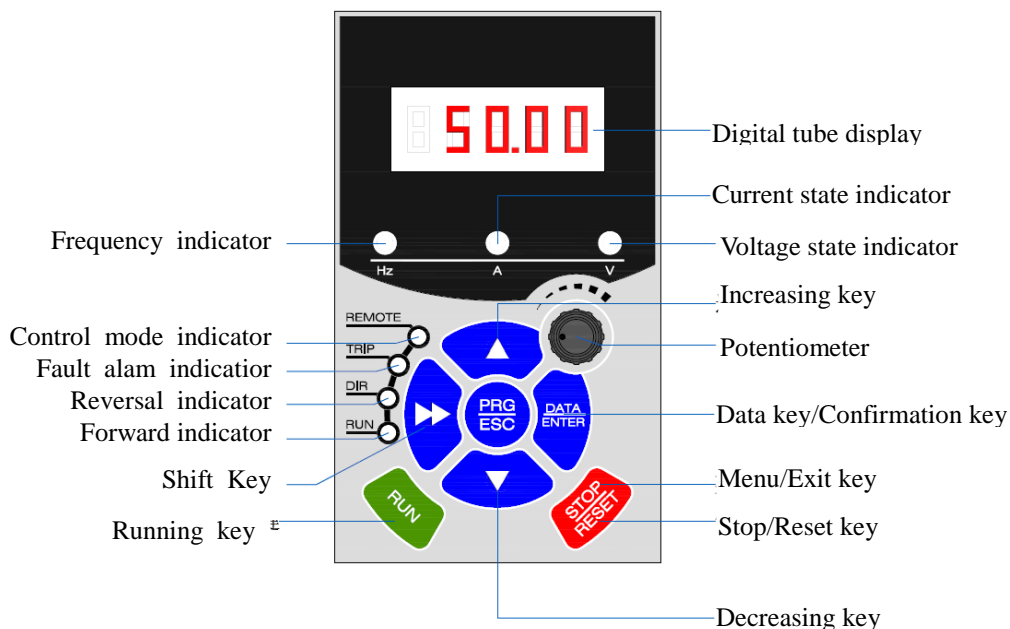 50.00
Digital tube display
Current state indicator
Frequency indicator
Voltage state indicator
Hz
A
V
Increasing key
REMOTE
Control mode indicator
Potentiometer
TRIP
Fault alam indicatior
DIR
Reversal indicator
PRG
ESC
DATA
ENTER
Data key/Confirmation key
RUN
Forward indicator
Shift Key
Menu/Exit key
RUN
STOP
RESET
Running key
Stop/Reset key
Decreasing key